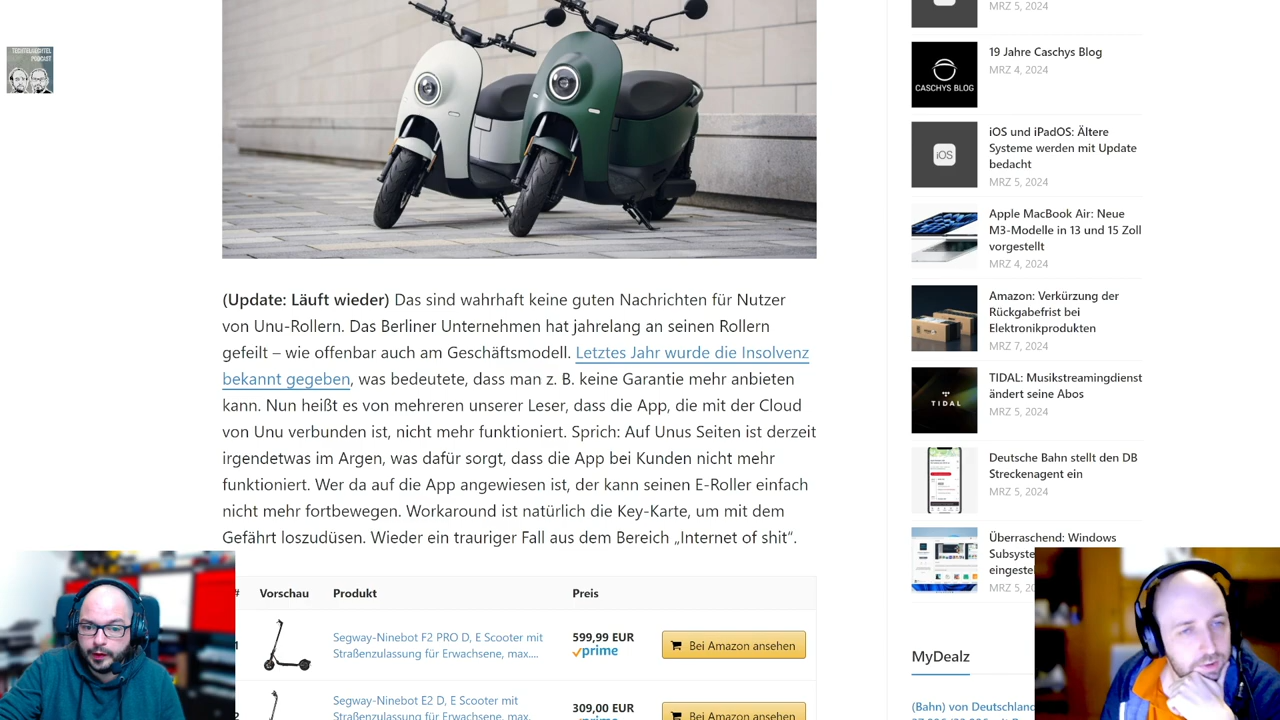 TECHTELMECHTEL
PODCAST
(Update: Läuft wieder) Das sind wahrhaft keine guten Nachrichten für Nutzer
von Unu-Rollern. Das Berliner Unternehmen hat jahrelang an seinen Rollern
gefeilt – wie offenbar auch am Geschäftsmodell. Letztes Jahr wurde die Insolvenz
bekannt gegeben, was bedeutete, dass man z. B. keine Garantie mehr anbieten
kann. Nun heißt es von mehreren unserer Leser, dass die App, die mit der Cloud
von Unu verbunden ist, nicht mehr funktioniert. Sprich: Auf Unus Seiten ist derzeit
irgendetwas im Argen, was dafür sorgt, dass die App bei Kunden nicht mehr
funktioniert. Wer da auf die App angewiesen ist, der kann seinen E-Roller einfach
nicht mehr fortbewegen. Workaround ist natürlich die Key-Karte, um mit dem
Gefährt loszudüsen. Wieder ein trauriger Fall aus dem Bereich „Internet of shit“.
Vorschau Produkt Preis
Segway-Ninebot F2 PRO D, E Scooter mit
Straßenzulassung für Erwachsene, max....
599,99 EUR
prime
Bei Amazon ansehen
Segway-Ninebot E2 D, E Scooter mit
Straßenzulassung für Erwachsene, max.
309,00 EUR
Bei Amazon ansehen
MRZ 5, 2024
CASCHYS BLOG
19 Jahre Caschys Blog
MRZ 4, 2024
iOS
iOS und iPadOS: Ältere
Systeme werden mit Update
bedacht
MRZ 5, 2024
Apple MacBook Air: Neue
M3-Modelle in 13 und 15 Zoll
vorgestellt
MRZ 4, 2024
Amazon: Verkürzung der
Rückgabefrist bei
Elektronikprodukten
MRZ 7, 2024
TIDAL
TIDAL: Musikstreamingdienst
ändert seine Abos
MRZ 5, 2024
Deutsche Bahn stellt den DB
Streckenagent ein
MRZ 5, 2024
Überraschend: Windows
Subsyste
eingeste
MRZ 5, 20
MyDealz
(Bahn) von Deutschland